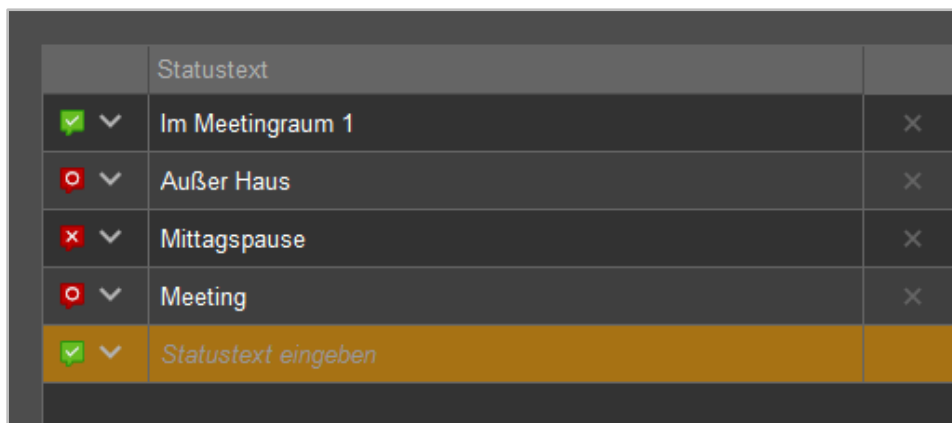 Statustext
Im Meetingraum 1
Außer Haus
Mittagspause
Meeting
Statustext eingeben